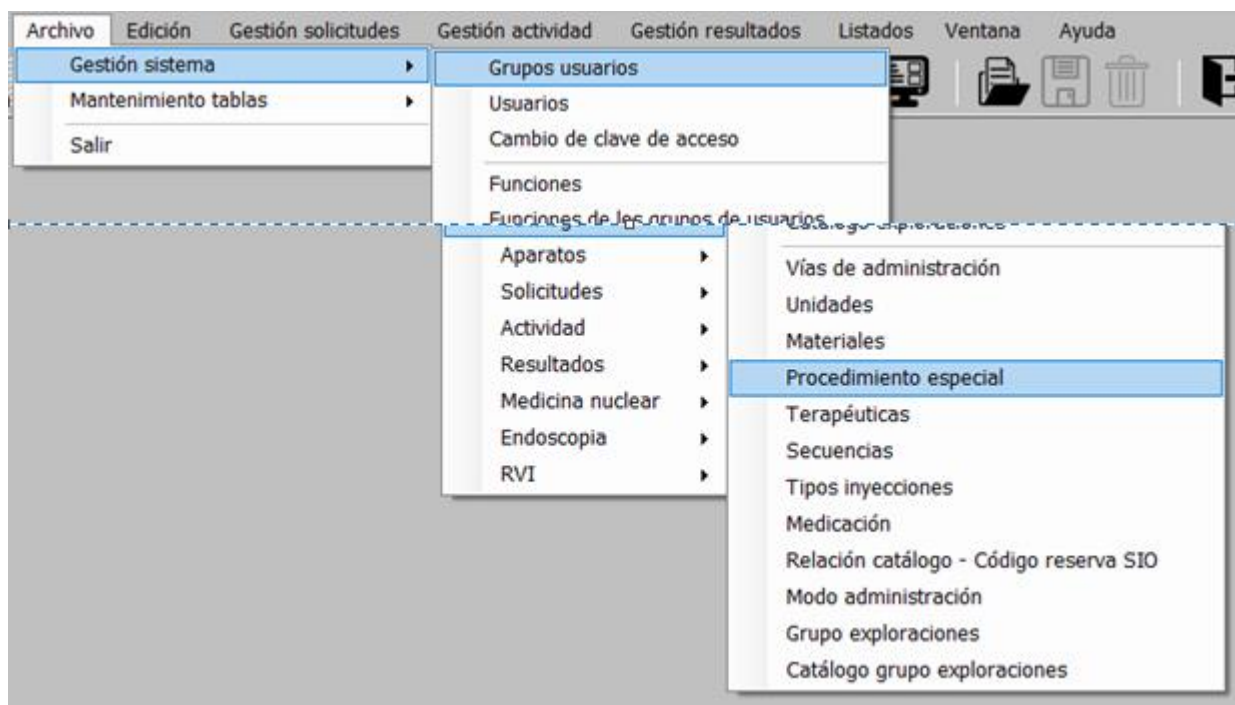 Archivo Edición Gestión solicitudes Gestión actividad Gestión resultados Listados Ventana Ayuda
Gestión sistema
Mantenimiento tablas
Salir
Grupos usuarios
Usuarios
Cambio de clave de acceso
Funciones
Funciones de los grupos de usuarios
Aparatos
Solicitudes
Actividad
Resultados
Medicina nuclear
Endoscopia
RVI
Vías de administración
Unidades
Materiales
Procedimiento especial
Terapéuticas
Secuencias
Tipos inyecciones
Medicación
Relación catálogo - Código reserva SIO
Modo administración
Grupo exploraciones
Catálogo grupo exploraciones